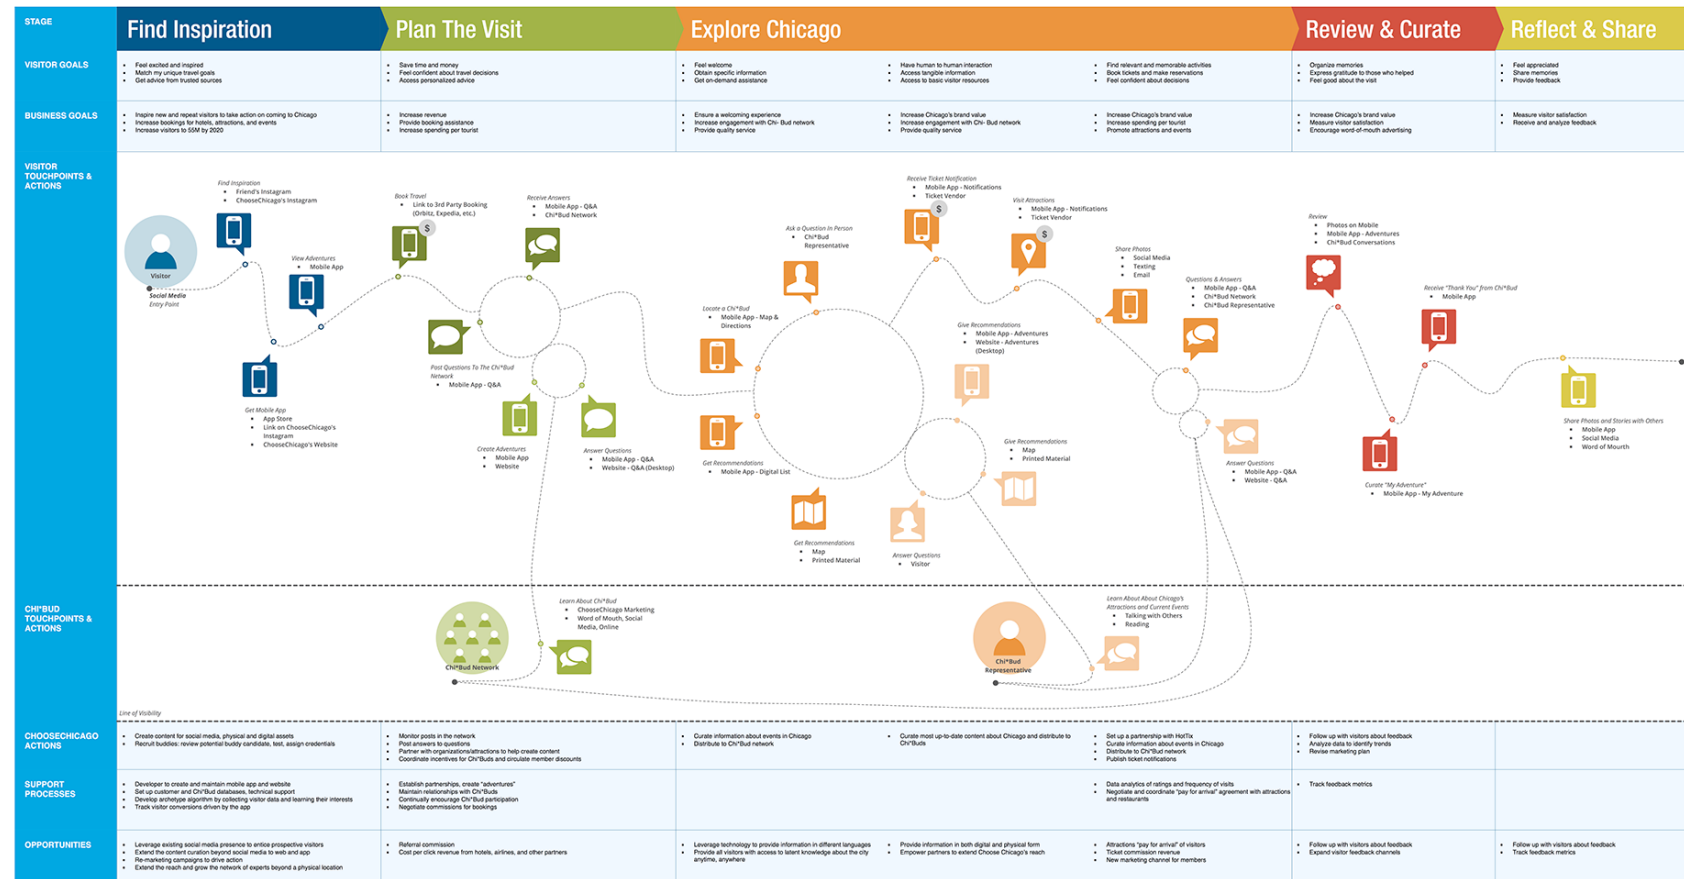 STAGE
Find Inspiration
Plan The Visit
Explore Chicago
Review & Curate
Reflect & Share
VISITOR GOALS
Feel excited and inspired
Match my unique travel goals
Get advice from trusted sources
Save time and money
Feel confident about travel decisions
Access personalized advice
Feel welcome
Obtain specific information
Get on-demand assistance
Have human to human interaction
Access tangible information
Access to basic visitor resources
Find relevant and memorable activities
Book tickets and make reservations
Feel confident about decisions
Organize memories
Express gratitude to those who helped
Feel good about the visit
Feel appreciated
Share memories
Provide feedback
BUSINESS GOALS
Inspire new and repeat visitors to take action on coming to Chicago
Increase bookings for hotels, attractions, and events
Increase visitors to 55M by 2020
Increase revenue
Provide booking assistance
Increase spending per tourist
Ensure a welcoming experience
Increase engagement with Chi- Bud network
Provide quality service
Increase Chicago's brand value
Increase engagement with Chi- Bud network
Provide quality service
Increase Chicago's brand value
Increase spending per tourist
Promote attractions and events
Increase Chicago's brand value
Measure visitor satisfaction
Encourage word-of-mouth advertising
Measure visitor satisfaction
Receive and analyze feedback
VISITOR
TOUCHPOINTS &
ACTIONS
Visitor
Social Media
Entry Point
Find Inspiration
Friend's Instagram
ChooseChicago's Instagram
View Adventures
Mobile App
Get Mobile App
App Store
Link on ChooseChicago's
Instagram
ChooseChicago's Website
Book Travel
Link to 3rd Party Booking
(Orbitz, Expedia, etc.)
$
Receive Answers
Mobile App - Q&A
Chi*Bud Network
Post Questions To The Chi*Bud
Network
Mobile App - Q&A
Create Adventures
Mobile App
Website
Answer Questions
Mobile App - Q&A
Website - Q&A (Desktop)
Locate a Chi*Bud
Mobile App - Map &
Directions
Ask a Question In Person
Chi*Bud
Representative
Get Recommendations
Mobile App - Digital List
Get Recommendations
Map
Printed Material
Receive Ticket Notification
Mobile App - Notifications
Ticket Vendor
$
Visit Attractions
Mobile App - Notifications
Ticket Vendor
$
Give Recommendations
Mobile App - Adventures
Website - Adventures
(Desktop)
Give Recommendations
Map
Printed Material
Answer Questions
Visitor
Share Photos
Social Media
Texting
Email
Questions & Answers
Mobile App - Q&A
Chi*Bud Network
Chi*Bud Representative
Answer Questions
Mobile App - Q&A
Website - Q&A
Review
Photos on Mobile
Mobile App - Adventures
Chi*Bud Conversations
Receive "Thank You" from Chi*Bud
Mobile App
Curate "My Adventure"
Mobile App - My Adventure
Share Photos and Stories with Others
Mobile App
Social Media
Word of Mourth
CHI*BUD
TOUCHPOINTS &
ACTIONS
Chi*Bud Network
Learn About Chi*Bud
ChooseChicago Marketing
Word of Mouth, Social
Media, Online
Chi*Bud
Representative
Learn About About Chicago's
Attractions and Current Events
Talking with Others
Reading
Line of Visibility
CHOOSECHICAGO
ACTIONS
Create content for social media, physical and digital assets
Recruit buddies: review potential buddy candidate, test, assign credentials
Monitor posts in the network
Post answers to questions
Partner with organizations/attractions to help create content
Coordinate incentives for Chi*Buds and circulate member discounts
Curate information about events in Chicago
Distribute to Chi*Bud network
Curate most up-to-date content about Chicago and distribute to
Chi*Buds
Set up a partnership with HotTix
Curate information about events in Chicago
Distribute to Chi*Bud network
Publish ticket notifications
Follow up with visitors about feedback
Analyze data to identify trends
Revise marketing plan
SUPPORT
PROCESSES
Developer to create and maintain mobile app and website
Set up customer and Chi*Bud databases, technical support
Develop archetype algorithm by collecting visitor data and learning their interests
Track visitor conversions driven by the app
Establish partnerships, create "adventures"
Maintain relationships with Chi*Buds
Continually encourage Chi*Bud participation
Negotiate commissions for bookings
Data analytics of ratings and frequency of visits
Negotiate and coordinate "pay for arrival" agreement with attractions
and restaurants
Track feedback metrics
OPPORTUNITIES
Leverage existing social media presence to entice prospective visitors
Extend the content curation beyond social media to web and app
Re-marketing campaigns to drive action
Extend the reach and grow the network of experts beyond a physical location
Referral commission
Cost per click revenue from hotels, airlines, and other partners
Leverage technology to provide information in different languages
Provide all visitors with access to latent knowledge about the city
anytime, anywhere
Provide information in both digital and physical form
Empower partners to extend Choose Chicago's reach
Attractions "pay for arrival" of visitors
Ticket commission revenue
New marketing channel for members
Follow up with visitors about feedback
Expand visitor feedback channels
Follow up with visitors about feedback
Track feedback metrics